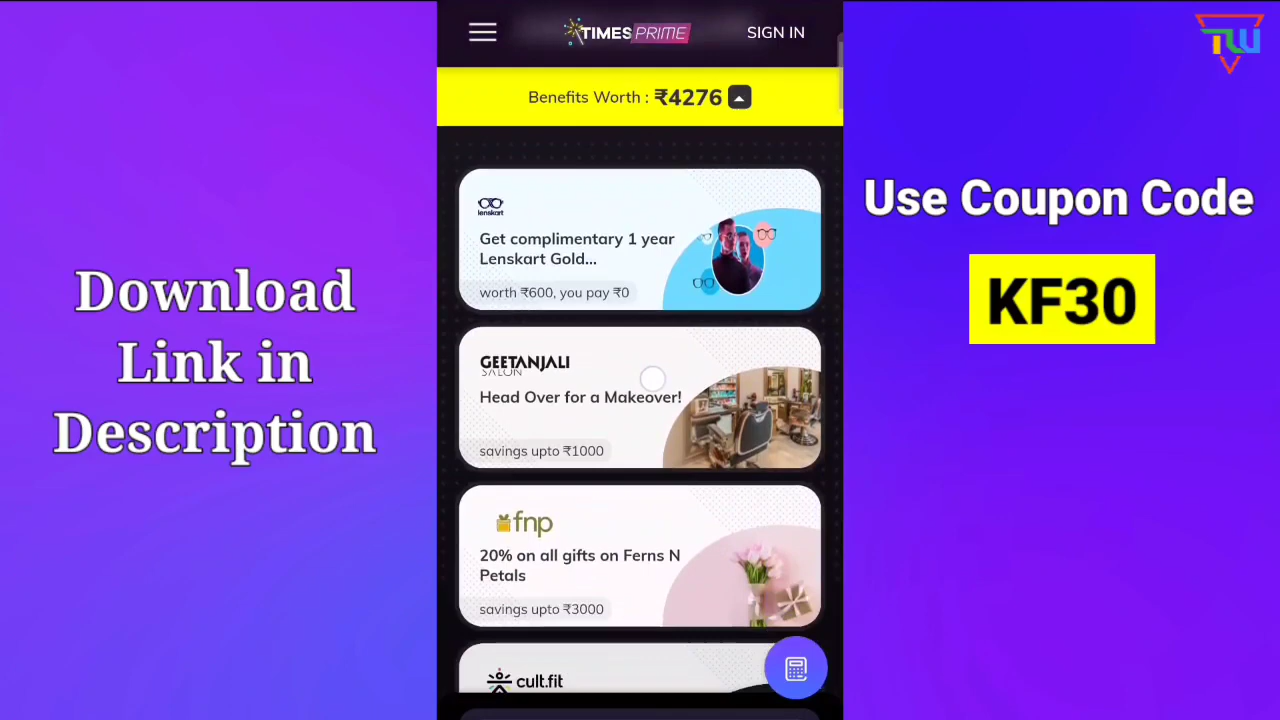 TIMES PRIME
SIGN IN
Benefits Worth : ₹4276
lenskart
Get complimentary 1 year
Lenskart Gold...
worth ₹600, you pay ₹0
GEETANJALI
SALON
Head Over for a Makeover!
savings upto ₹1000
fnp
20% on all gifts on Ferns N
Petals
savings upto ₹3000
cult.fit
Download
Link in
Description
Use Coupon Code
KF30